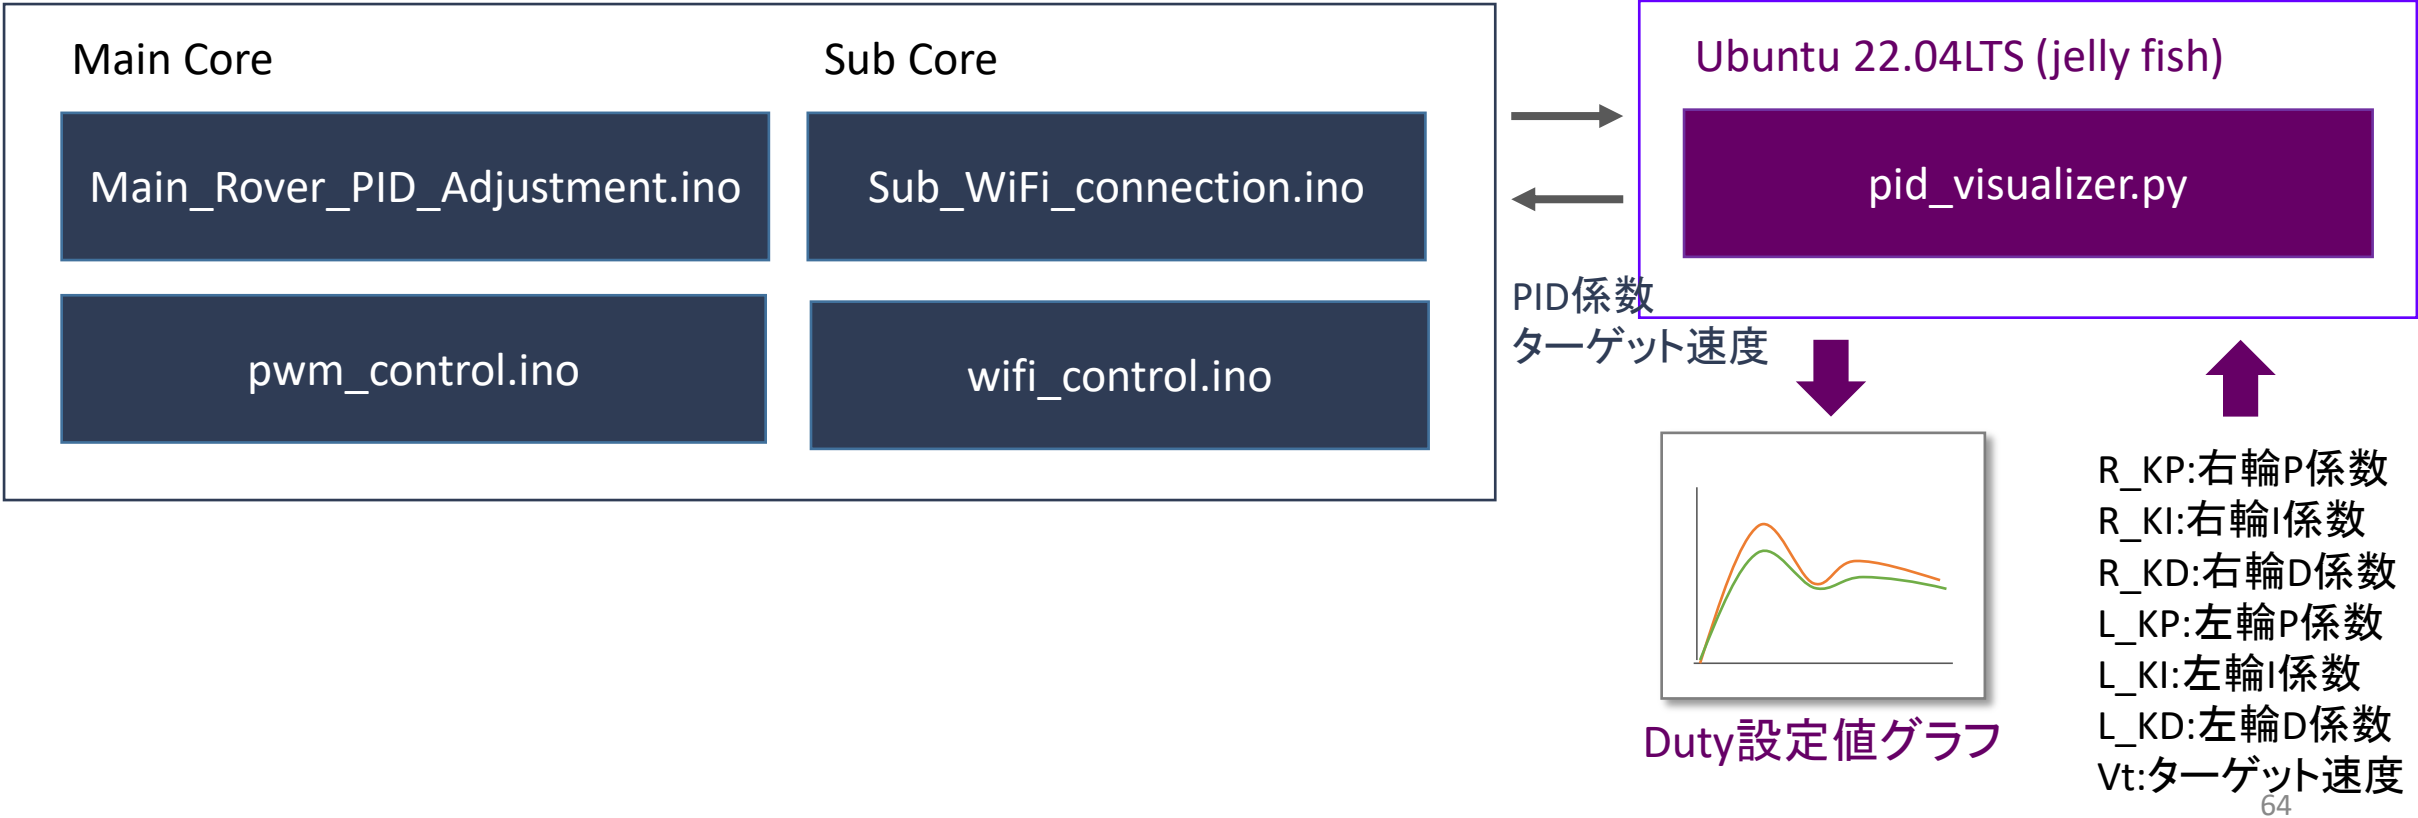 Main Core
Sub Core
Main_Rover_PID_Adjustment.ino
Sub_WiFi_connection.ino
pwm_control.ino
wifi_control.ino
Ubuntu 22.04LTS (jelly fish)
pid_visualizer.py
PID係数
ターゲット速度
Duty設定値グラフ
R_KP:右輪P係数
R_KI:右輪I係数
R_KD:右輪D係数
L_KP:左輪P係数
L_KI:左輪I係数
L_KD:左輪D係数
Vt:ターゲット速度
64